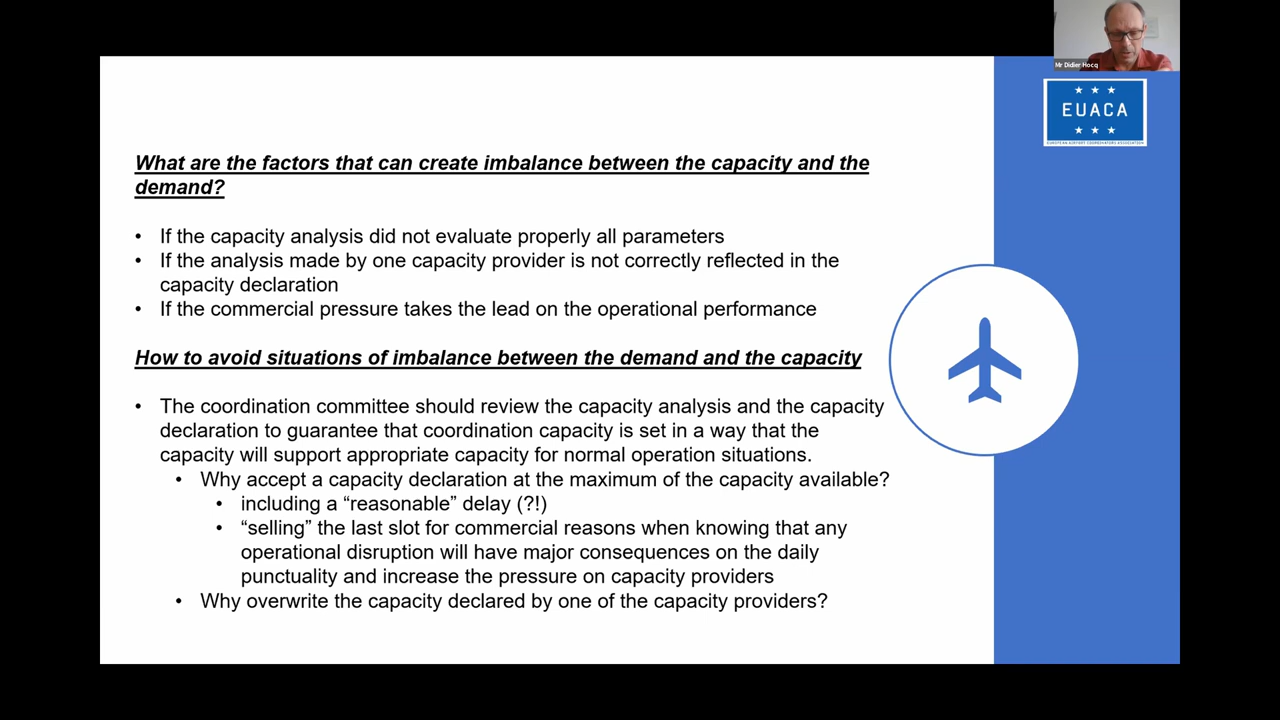 Mr Didier Hocq
EUACA
EUROPEAN AIRPORT COORDINATORS ASSOCIATION
What are the factors that can create imbalance between the capacity and the
demand?
• If the capacity analysis did not evaluate properly all parameters
• If the analysis made by one capacity provider is not correctly reflected in the
capacity declaration
• If the commercial pressure takes the lead on the operational performance
How to avoid situations of imbalance between the demand and the capacity
• The coordination committee should review the capacity analysis and the capacity
declaration to guarantee that coordination capacity is set in a way that the
capacity will support appropriate capacity for normal operation situations.
• Why accept a capacity declaration at the maximum of the capacity available?
• including a “reasonable” delay (?!)
• “selling” the last slot for commercial reasons when knowing that any
operational disruption will have major consequences on the daily
punctuality and increase the pressure on capacity providers
• Why overwrite the capacity declared by one of the capacity providers?